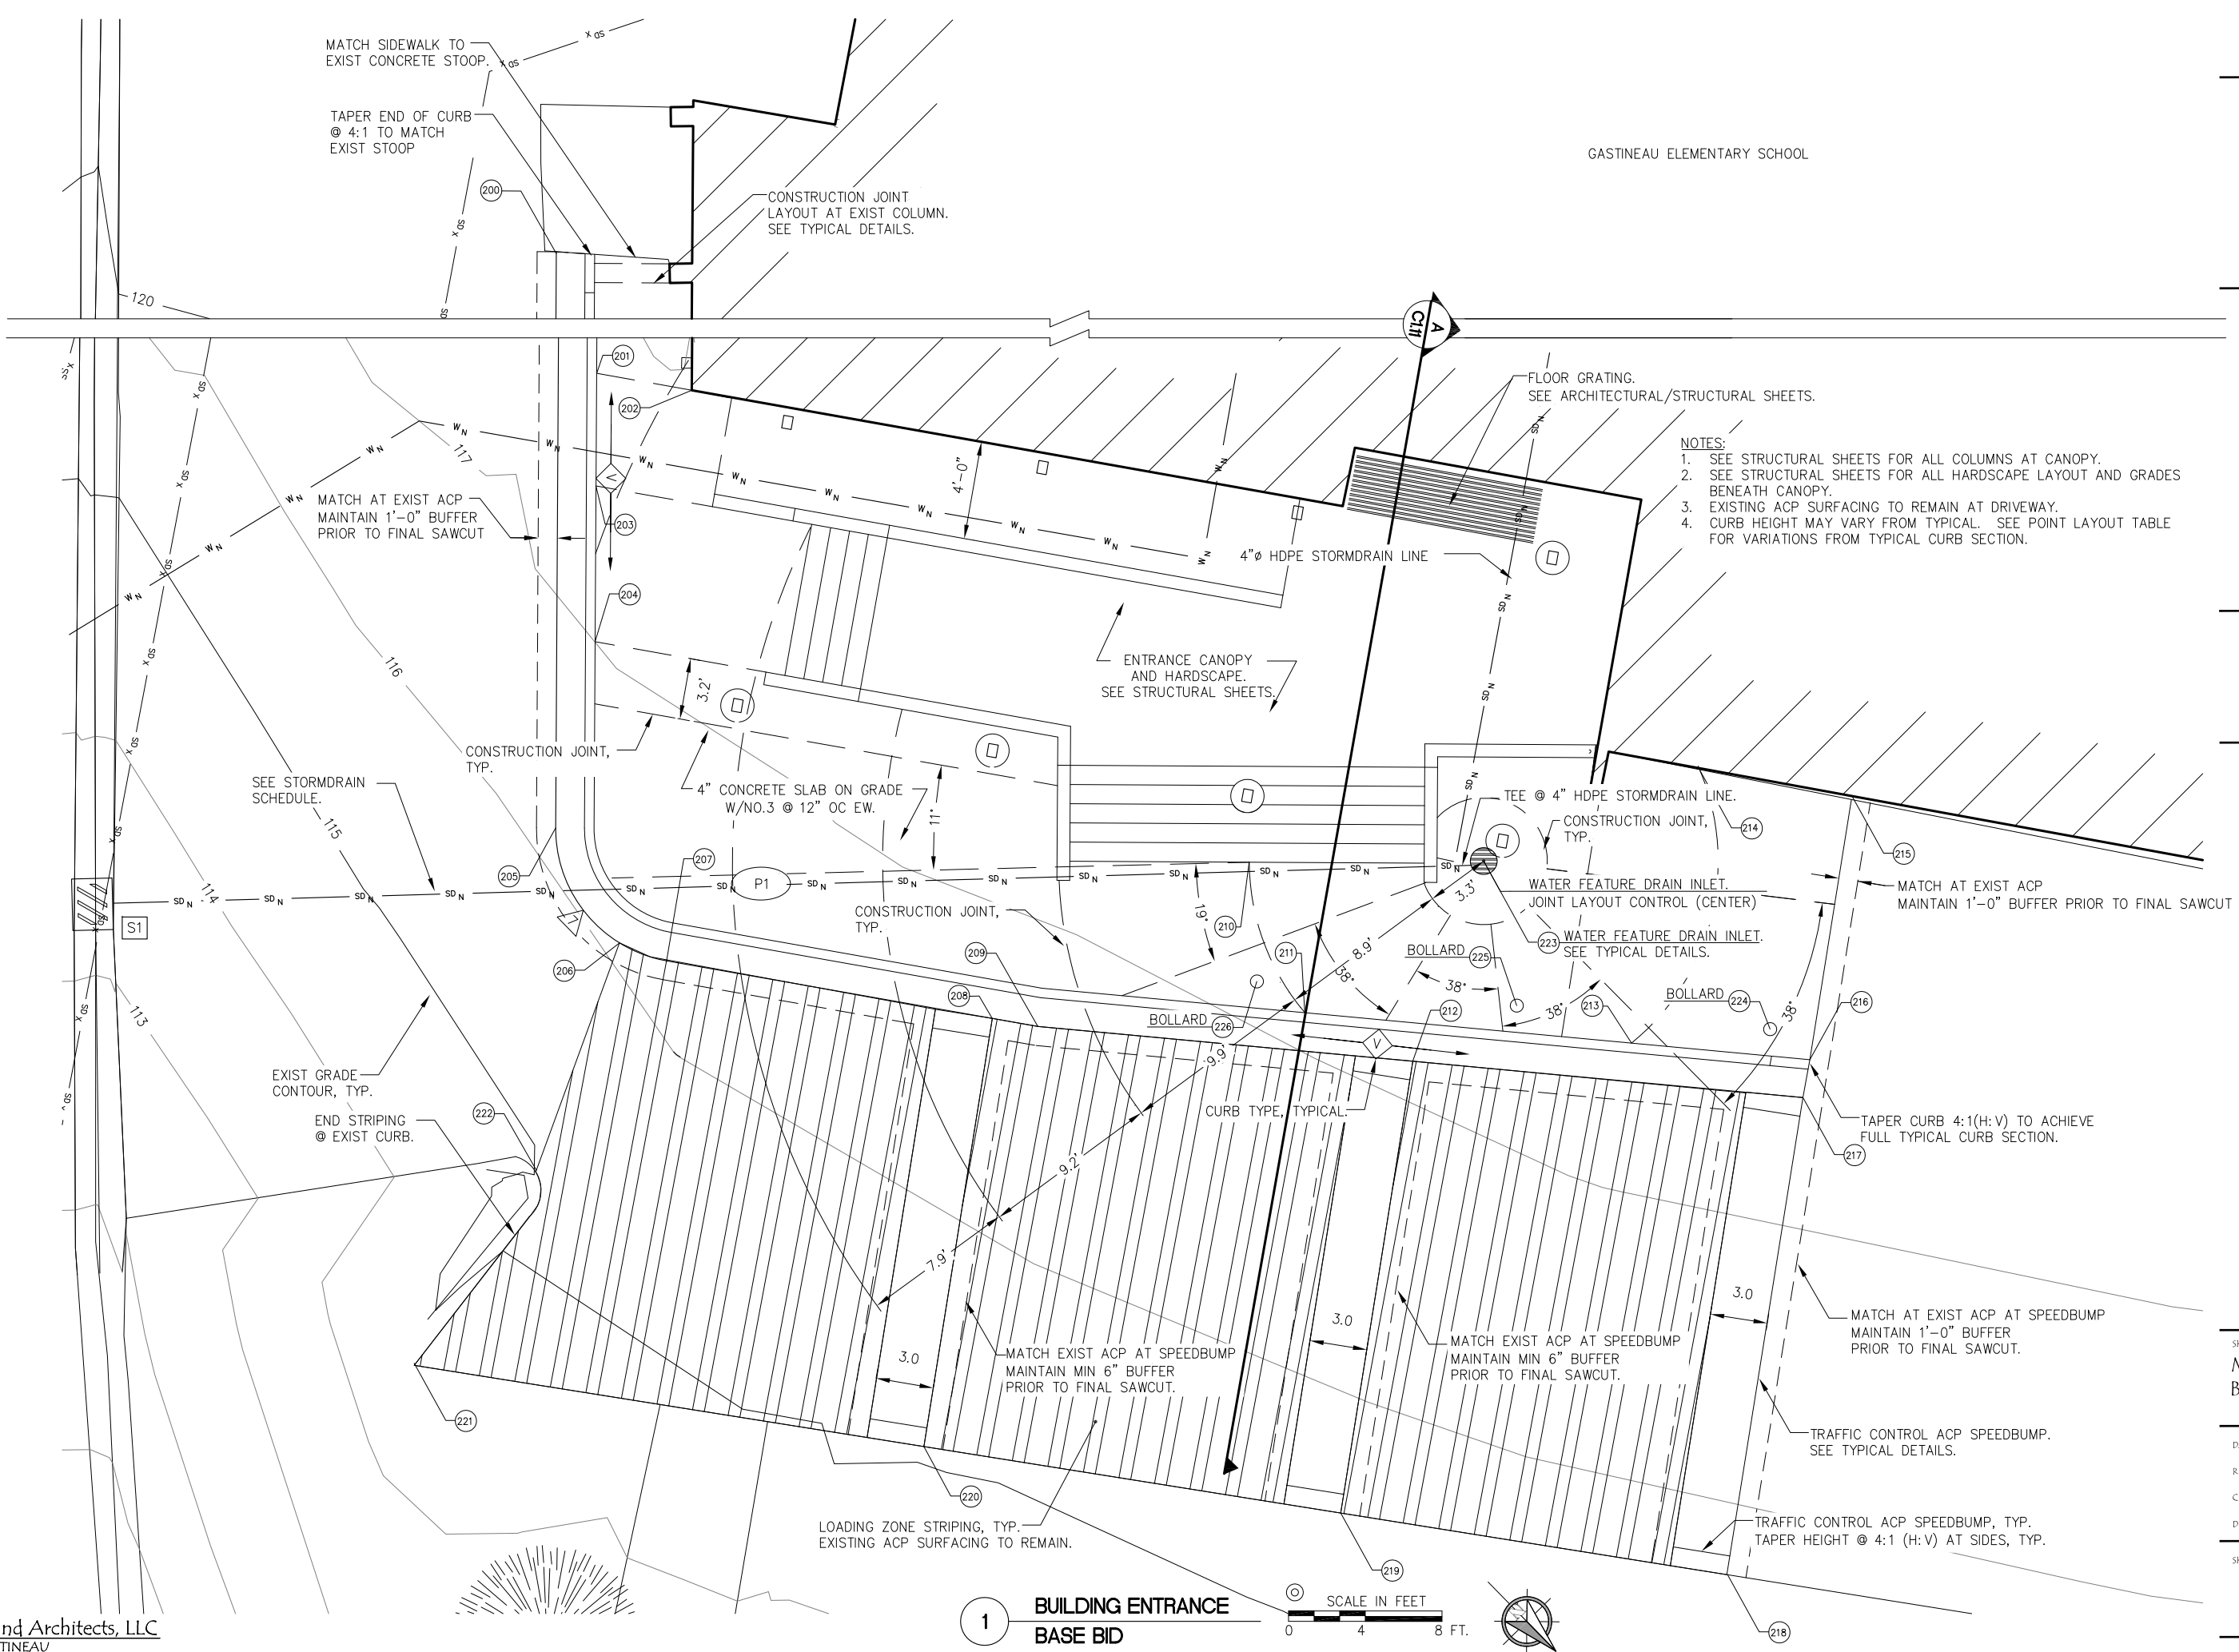 MATCH SIDEWALK TO
EXIST CONCRETE STOOP.
TAPER END OF CURB
@ 4:1 TO MATCH
EXIST STOOP
200
CONSTRUCTION JOINT
LAYOUT AT EXIST COLUMN.
SEE TYPICAL DETAILS.
GASTINEAU ELEMENTARY SCHOOL
120
A
C1.11
201
202
203
204
117
116
115
114
113
FLOOR GRATING.
SEE ARCHITECTURAL/STRUCTURAL SHEETS.
NOTES:
1. SEE STRUCTURAL SHEETS FOR ALL COLUMNS AT CANOPY.
2. SEE STRUCTURAL SHEETS FOR ALL HARDSCAPE LAYOUT AND GRADES
BENEATH CANOPY.
3. EXISTING ACP SURFACING TO REMAIN AT DRIVEWAY.
4. CURB HEIGHT MAY VARY FROM TYPICAL. SEE POINT LAYOUT TABLE
FOR VARIATIONS FROM TYPICAL CURB SECTION.
MATCH AT EXIST ACP
MAINTAIN 1'-0" BUFFER
PRIOR TO FINAL SAWCUT
V
4'-0"
4"ø HDPE STORMDRAIN LINE
ENTRANCE CANOPY
AND HARDSCAPE.
SEE STRUCTURAL SHEETS.
3.2'
CONSTRUCTION JOINT,
TYP.
4" CONCRETE SLAB ON GRADE
W/NO.3 @ 12" OC EW.
11°
SEE STORMDRAIN
SCHEDULE.
TEE @ 4" HDPE STORMDRAIN LINE.
CONSTRUCTION JOINT,
TYP.
214
215
205
207
P1
S1
SD N
W N
SD X
WATER FEATURE DRAIN INLET.
JOINT LAYOUT CONTROL (CENTER)
223
WATER FEATURE DRAIN INLET.
SEE TYPICAL DETAILS.
MATCH AT EXIST ACP
MAINTAIN 1'-0" BUFFER PRIOR TO FINAL SAWCUT
CONSTRUCTION JOINT,
TYP.
19°
210
3.3'
8.9'
38°
38°
38°
38°
206
209
211
208
BOLLARD 225
BOLLARD 224
BOLLARD 226
212
213
216
V
9.9'
9.2'
7.9'
CURB TYPE, TYPICAL.
EXIST GRADE
CONTOUR, TYP.
END STRIPING
@ EXIST CURB.
222
TAPER CURB 4:1(H:V) TO ACHIEVE
FULL TYPICAL CURB SECTION.
217
3.0
3.0
3.0
MATCH EXIST ACP AT SPEEDBUMP
MAINTAIN MIN 6" BUFFER
PRIOR TO FINAL SAWCUT.
MATCH EXIST ACP AT SPEEDBUMP
MAINTAIN MIN 6" BUFFER
PRIOR TO FINAL SAWCUT.
MATCH AT EXIST ACP AT SPEEDBUMP
MAINTAIN 1'-0" BUFFER
PRIOR TO FINAL SAWCUT.
221
220
219
218
TRAFFIC CONTROL ACP SPEEDBUMP.
SEE TYPICAL DETAILS.
LOADING ZONE STRIPING, TYP.
EXISTING ACP SURFACING TO REMAIN.
TRAFFIC CONTROL ACP SPEEDBUMP, TYP.
TAPER HEIGHT @ 4:1 (H:V) AT SIDES, TYP.
1
BUILDING ENTRANCE
BASE BID
SCALE IN FEET
0 4 8 FT.
nd Architects, LLC
TINEAU